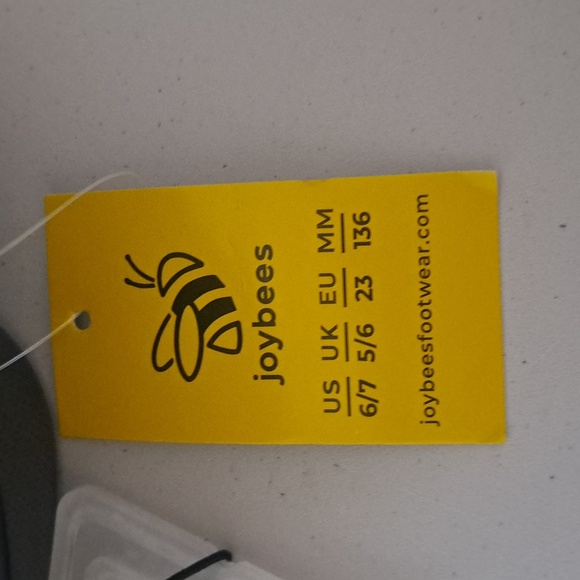 joybees
US UK EU MM
6/7 5/6 23 136
joybeesfootwear.com